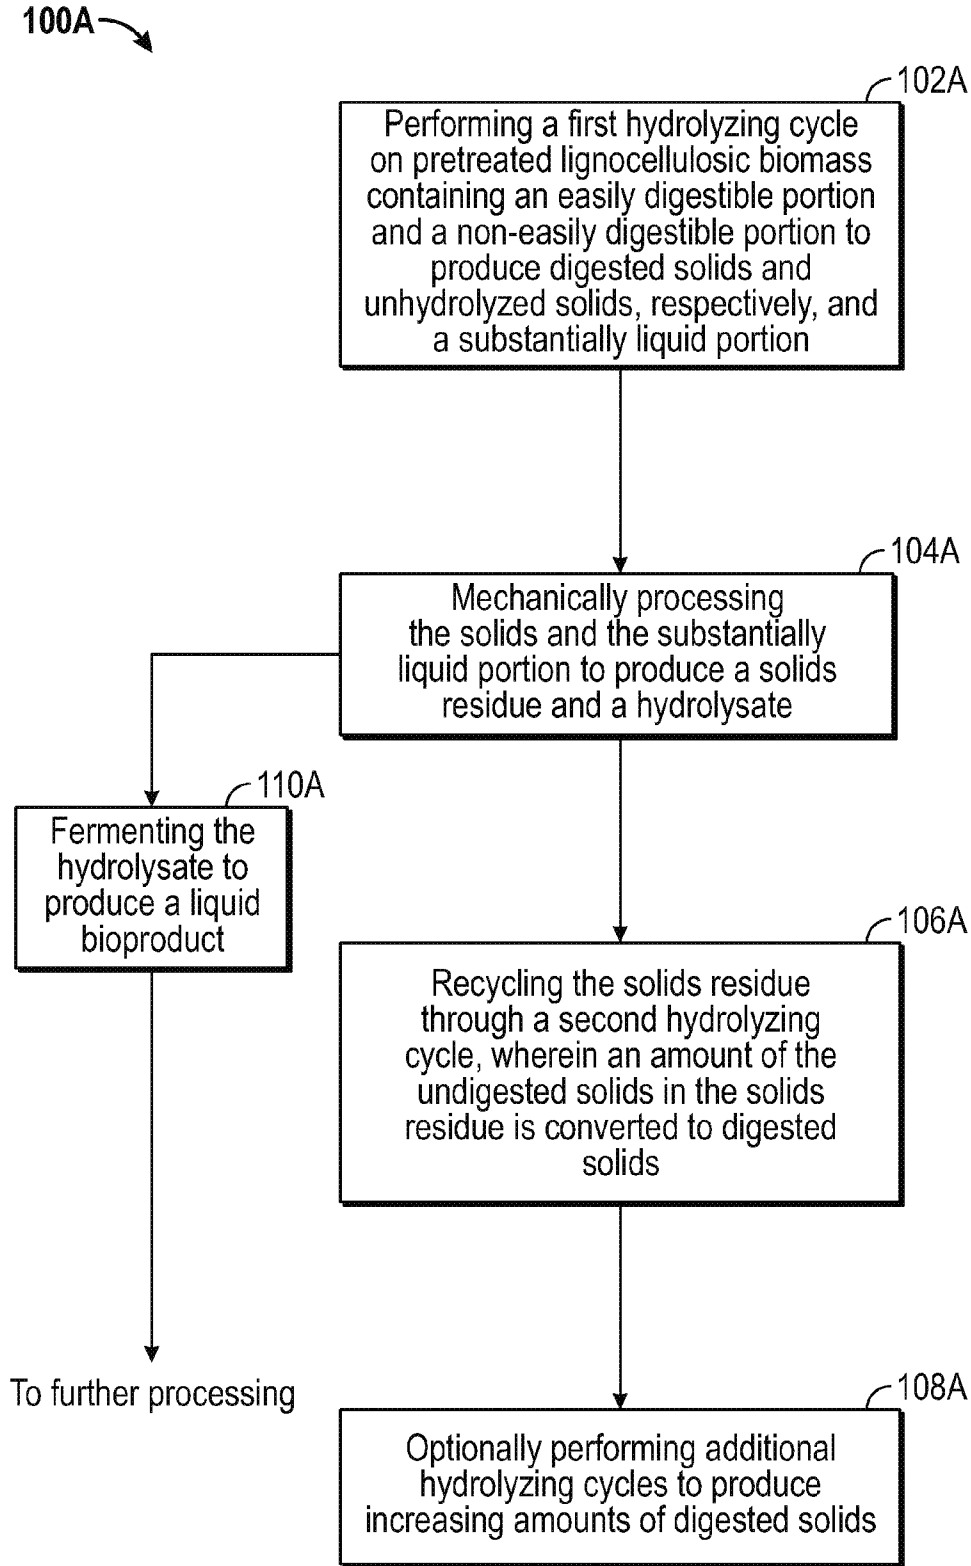 100A
102A
Performing a first hydrolyzing cycle
on pretreated lignocellulosic biomass
containing an easily digestible portion
and a non-easily digestible portion to
produce digested solids and
unhydrolyzed solids, respectively, and
a substantially liquid portion
104A
Mechanically processing
the solids and the substantially
liquid portion to produce a solids
residue and a hydrolysate
110A
Fermenting the
hydrolysate to
produce a liquid
bioproduct
106A
Recycling the solids residue
through a second hydrolyzing
cycle, wherein an amount of the
undigested solids in the solids
residue is converted to digested
solids
To further processing
108A
Optionally performing additional
hydrolyzing cycles to produce
increasing amounts of digested solids